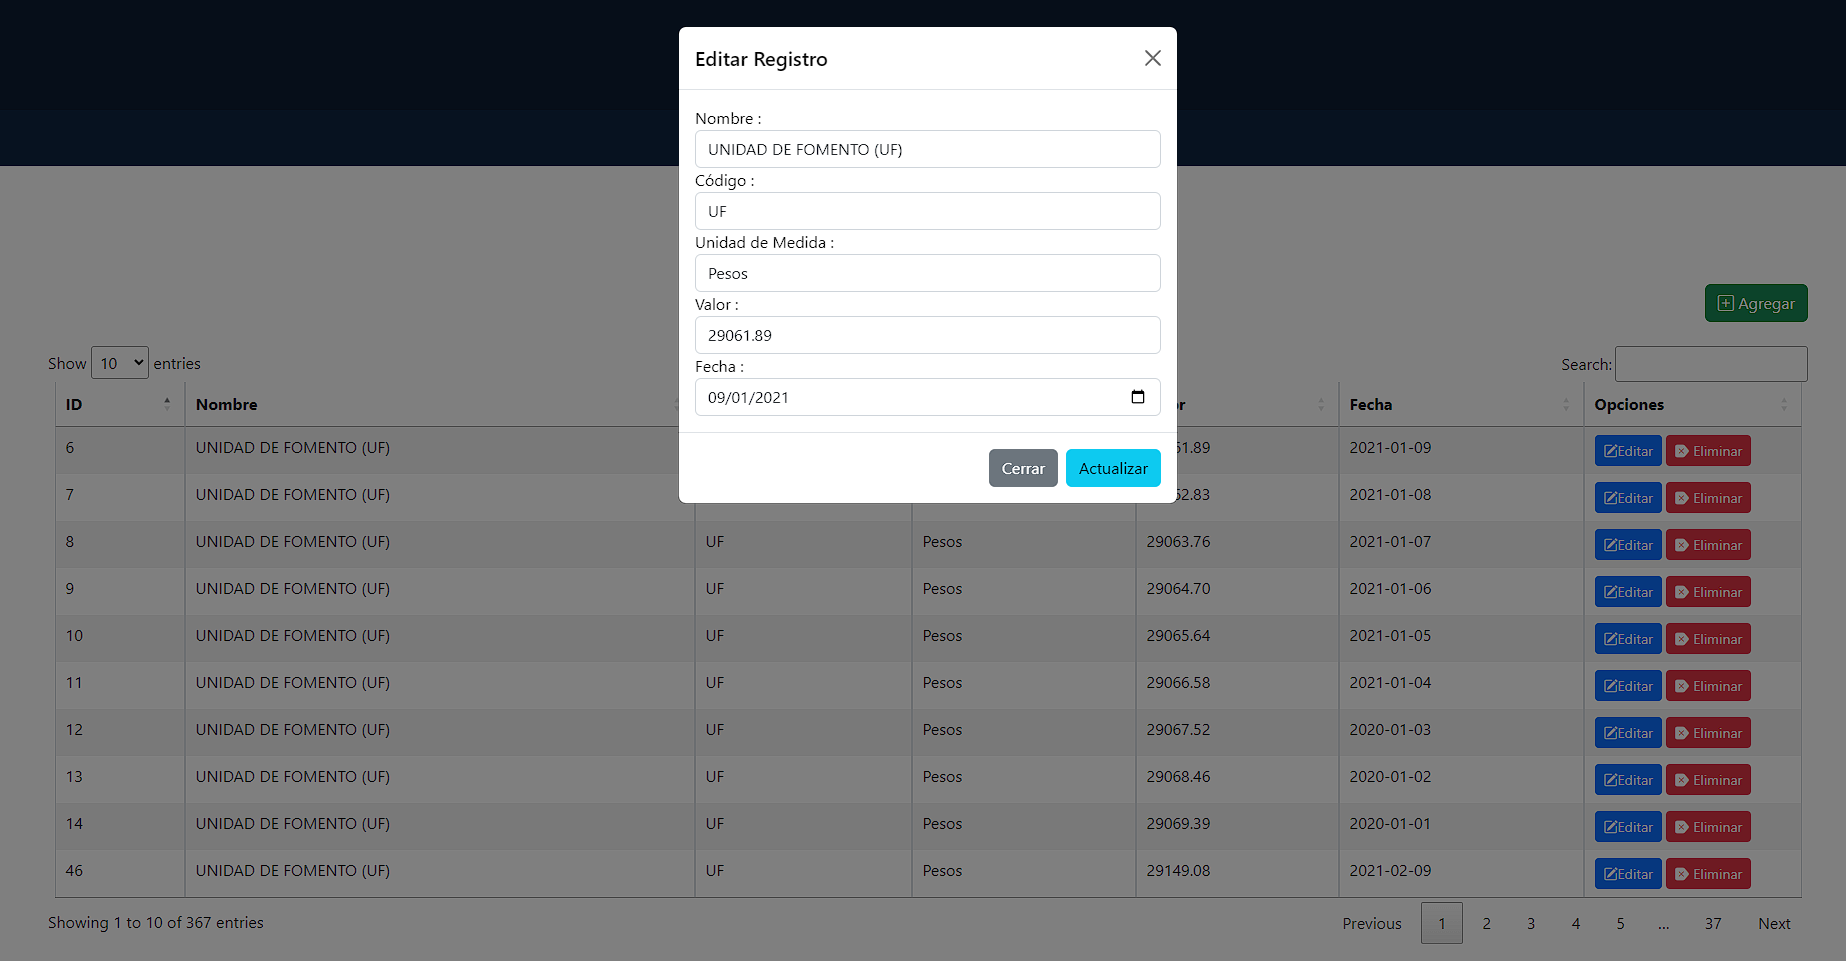 Editar Registro
Nombre :
UNIDAD DE FOMENTO (UF)
Código :
UF
Unidad de Medida :
Pesos
Valor :
29061.89
Fecha :
09/01/2021
Cerrar Actualizar
Agregar
Show 10 entries Search:
ID Nombre r Fecha Opciones
6 UNIDAD DE FOMENTO (UF) 61.89 2021-01-09 Editar Eliminar
7 UNIDAD DE FOMENTO (UF) 62.83 2021-01-08 Editar Eliminar
8 UNIDAD DE FOMENTO (UF) UF Pesos 29063.76 2021-01-07 Editar Eliminar
9 UNIDAD DE FOMENTO (UF) UF Pesos 29064.70 2021-01-06 Editar Eliminar
10 UNIDAD DE FOMENTO (UF) UF Pesos 29065.64 2021-01-05 Editar Eliminar
11 UNIDAD DE FOMENTO (UF) UF Pesos 29066.58 2021-01-04 Editar Eliminar
12 UNIDAD DE FOMENTO (UF) UF Pesos 29067.52 2020-01-03 Editar Eliminar
13 UNIDAD DE FOMENTO (UF) UF Pesos 29068.46 2020-01-02 Editar Eliminar
14 UNIDAD DE FOMENTO (UF) UF Pesos 29069.39 2020-01-01 Editar Eliminar
46 UNIDAD DE FOMENTO (UF) UF Pesos 29149.08 2021-02-09 Editar Eliminar
Showing 1 to 10 of 367 entries Previous 1 2 3 4 5 ... 37 Next